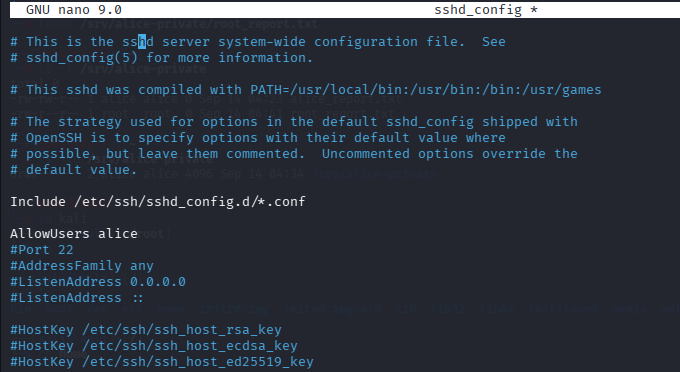 GNU nano 9.0 sshd_config *
# This is the sshd server system-wide configuration file.  See
# sshd_config(5) for more information.
# This sshd was compiled with PATH=/usr/local/bin:/usr/bin:/bin:/usr/games
# The strategy used for options in the default sshd_config shipped with
# OpenSSH is to specify options with their default value where
# possible, but leave them commented.  Uncommented options override the
# default value.
Include /etc/ssh/sshd_config.d/*.conf
AllowUsers alice
#Port 22
#AddressFamily any
#ListenAddress 0.0.0.0
#ListenAddress ::
#HostKey /etc/ssh/ssh_host_rsa_key
#HostKey /etc/ssh/ssh_host_ecdsa_key
#HostKey /etc/ssh/ssh_host_ed25519_key